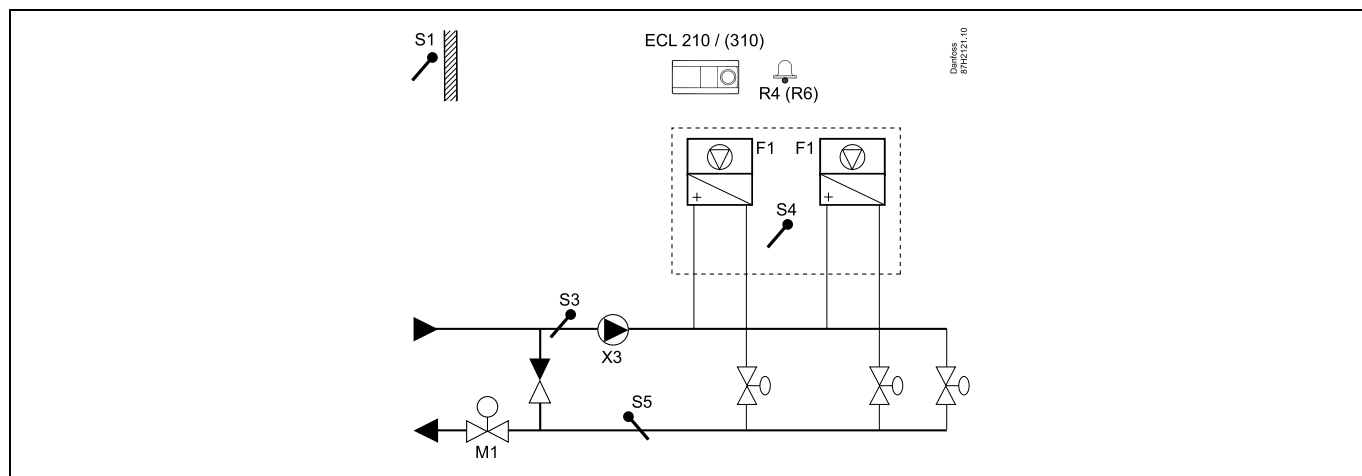 S1
ECL 210 / (310)
Danfoss
87H2121.10
R4 (R6)
F1
F1
+
+
S4
S3
X3
S5
M1